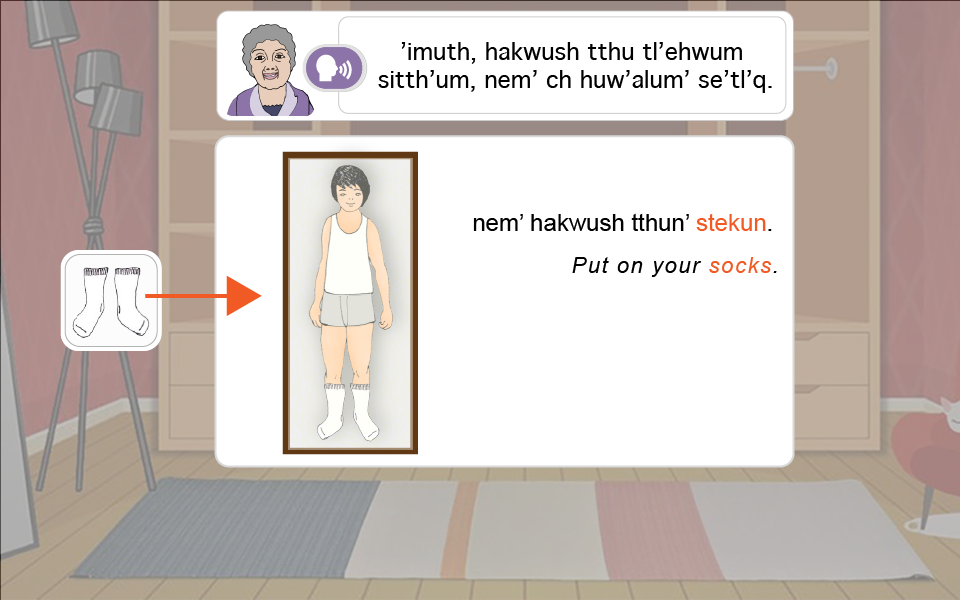 ’imuth, hakwush tthu tl’ehwum
sitth’um, nem’ ch huw’alum’ se’tl’q.
nem’ hakwush tthun’ stekun.
Put on your socks.